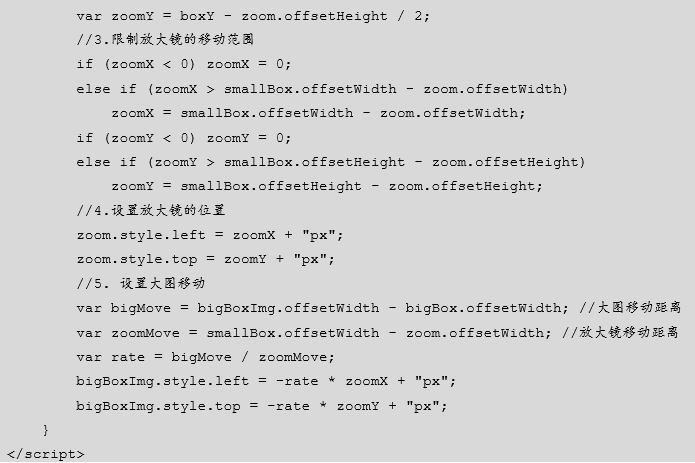 var zoomY = boxY - zoom.offsetHeight / 2;
//3.限制放大镜的移动范围
if (zoomX < 0) zoomX = 0;
else if (zoomX > smallBox.offsetWidth - zoom.offsetWidth)
zoomX = smallBox.offsetWidth - zoom.offsetWidth;
if (zoomY < 0) zoomY = 0;
else if (zoomY > smallBox.offsetHeight - zoom.offsetHeight)
zoomY = smallBox.offsetHeight - zoom.offsetHeight;
//4.设置放大镜的位置
zoom.style.left = zoomX + "px";
zoom.style.top = zoomY + "px";
//5. 设置大图移动
var bigMove = bigBoxImg.offsetWidth - bigBox.offsetWidth; //大图移动距离
var zoomMove = smallBox.offsetWidth - zoom.offsetWidth; //放大镜移动距离
var rate = bigMove / zoomMove;
bigBoxImg.style.left = -rate * zoomX + "px";
bigBoxImg.style.top = -rate * zoomY + "px";
}
</script>